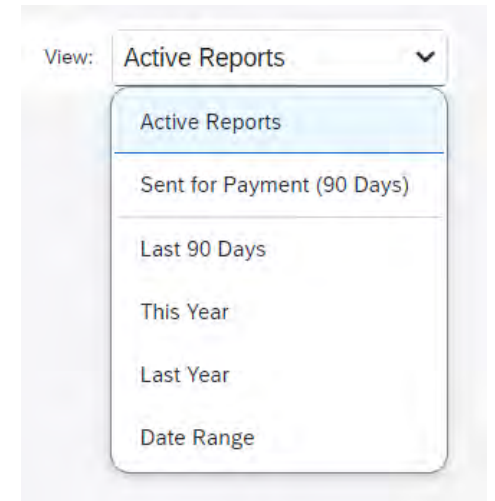 View: Active Reports
Active Reports
Sent for Payment (90 Days)
Last 90 Days
This Year
Last Year
Date Range